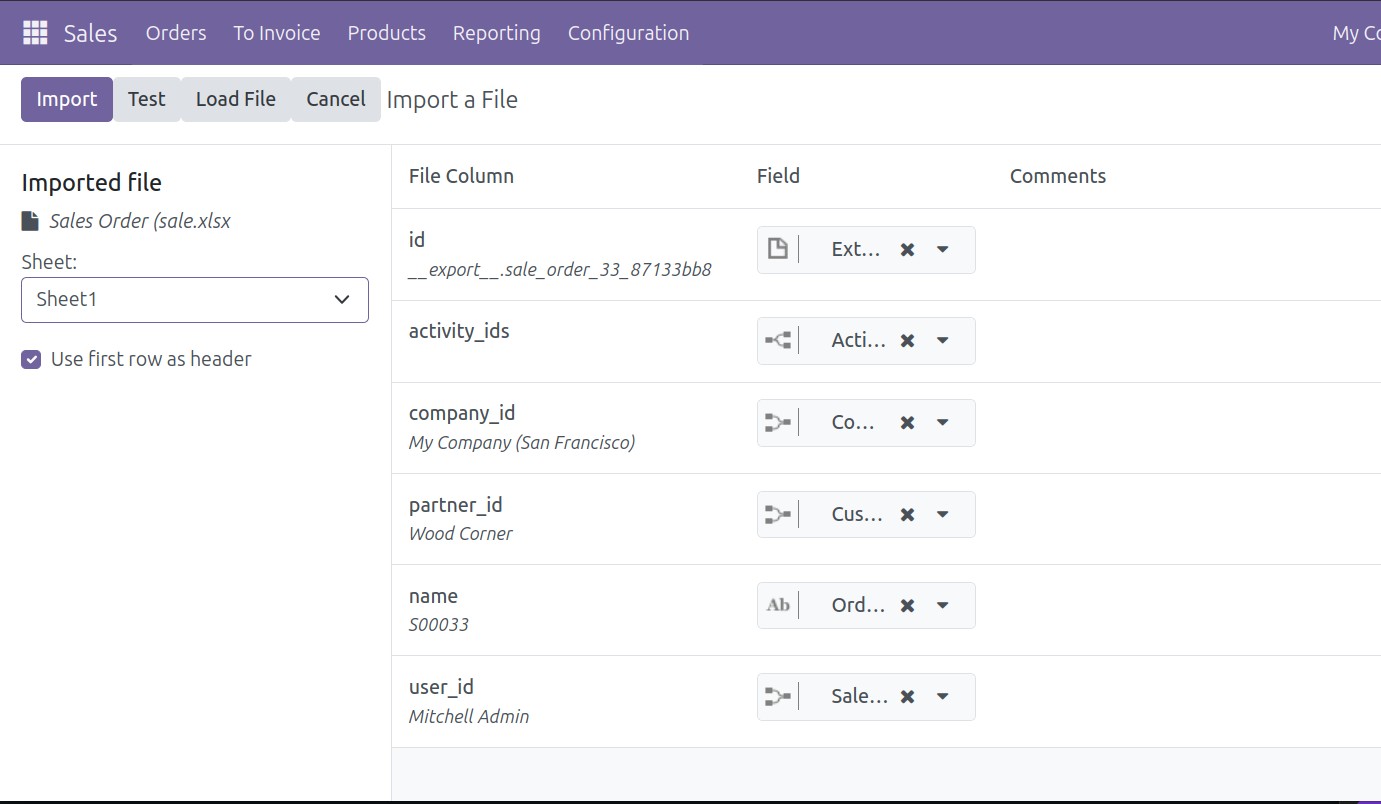 Sales Orders To Invoice Products Reporting Configuration My Co
Import Test Load File Cancel Import a File
Imported file
Sales Order (sale.xlsx
Sheet:
Sheet1
Use first row as header
File Column Field Comments
id
__export__.sale_order_33_87133bb8
Ext...
activity_ids
Acti...
company_id
My Company (San Francisco)
Co...
partner_id
Wood Corner
Cus...
name
S00033
Ab Ord...
user_id
Mitchell Admin
Sale...